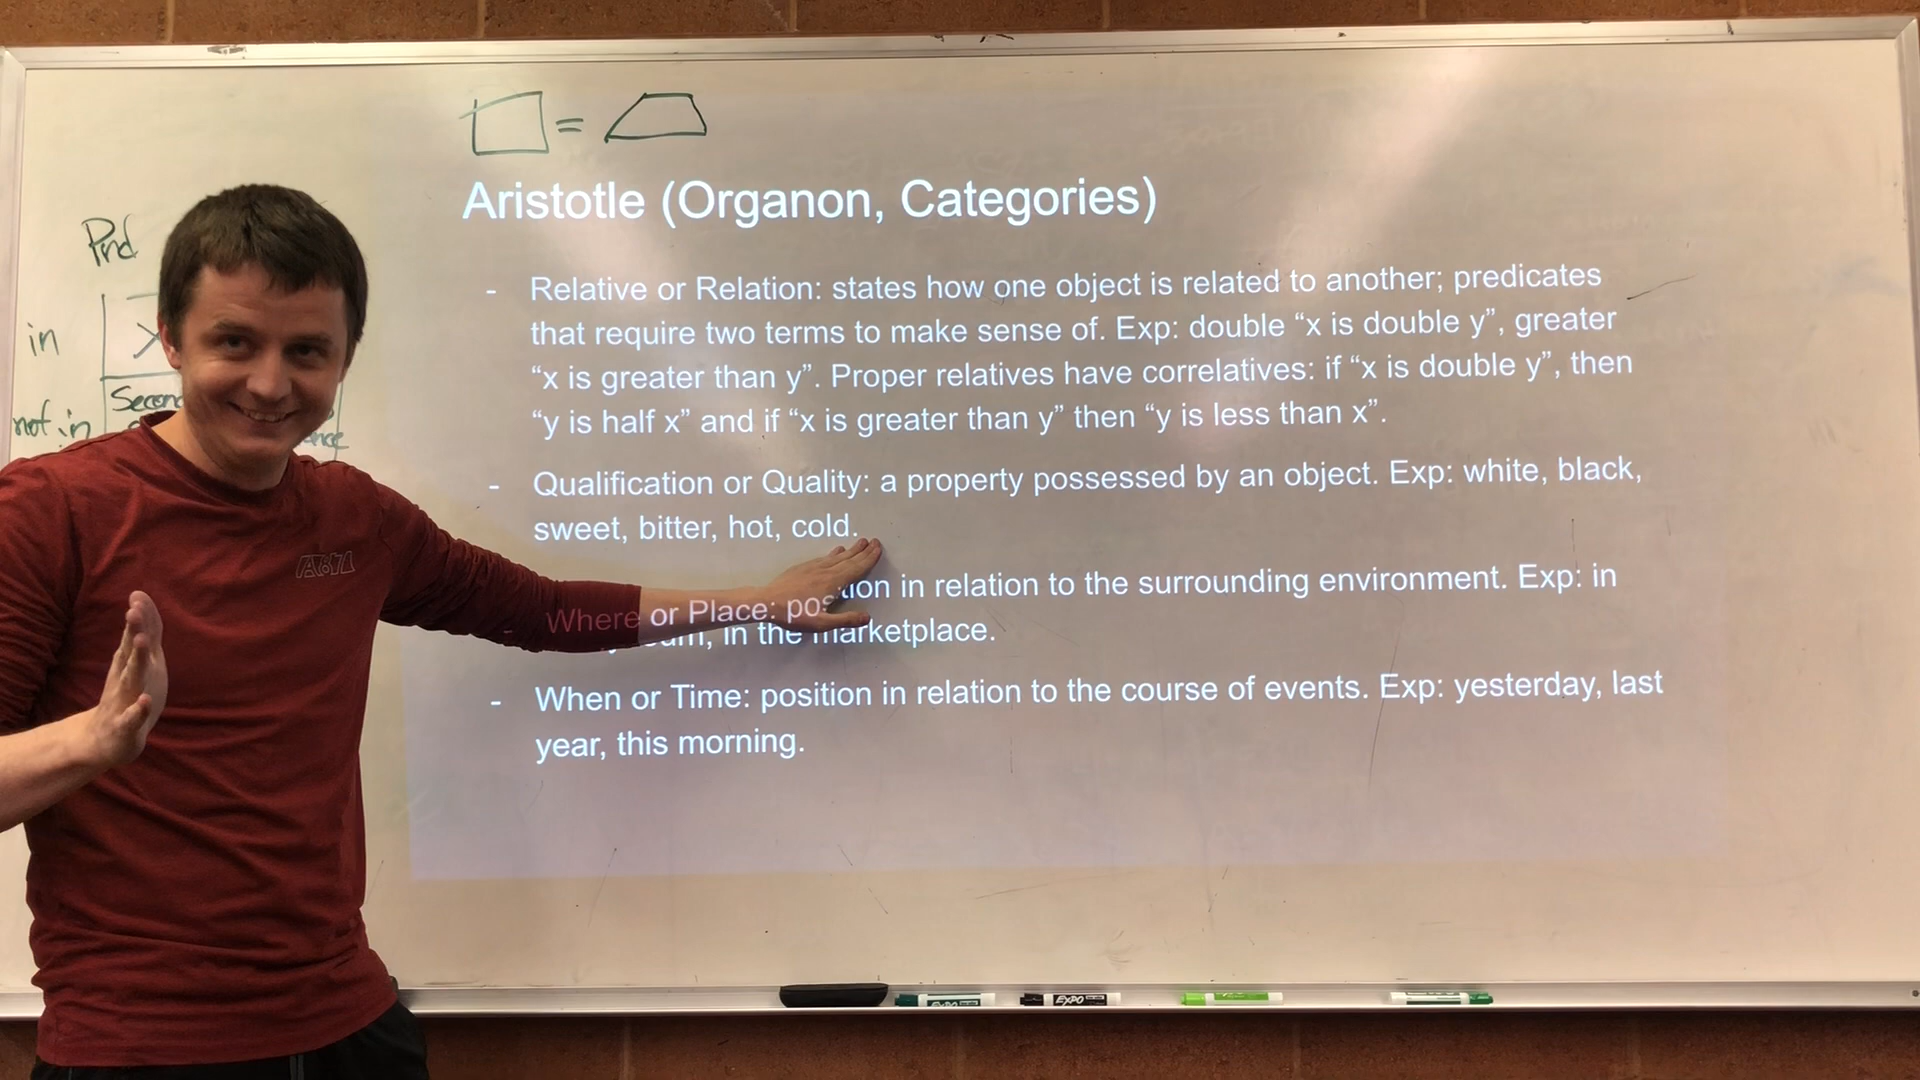 =
Aristotle (Organon, Categories)
- Relative or Relation: states how one object is related to another; predicates
that require two terms to make sense of. Exp: double “x is double y”, greater
“x is greater than y”. Proper relatives have correlatives: if “x is double y”, then
“y is half x” and if “x is greater than y” then “y is less than x”.
- Qualification or Quality: a property possessed by an object. Exp: white, black,
sweet, bitter, hot, cold.
- Where or Place: position in relation to the surrounding environment. Exp: in
in the marketplace.
- When or Time: position in relation to the course of events. Exp: yesterday, last
year, this morning.
in
X
not in
EXPO
EXPO